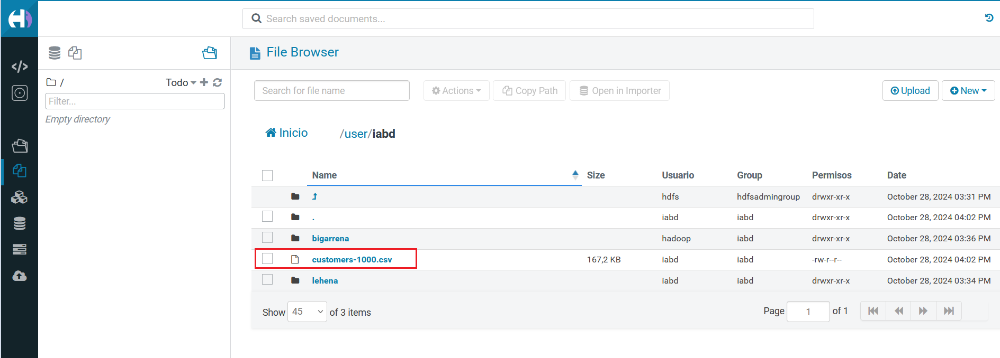 Search saved documents...
File Browser
/ Todo
Filter...
Empty directory
Search for file name Actions Copy Path Open in Importer Upload New
Inicio /user/iabd
Name Size Usuario Group Permisos Date
hdfs hdfsadmingroup drwxr-xr-x October 28, 2024 03:31 PM
. iabd iabd drwxr-xr-x October 28, 2024 04:02 PM
bigarrena hadoop iabd drwxr-xr-x October 28, 2024 03:36 PM
customers-1000.csv 167,2 KB iabd iabd -rw-r--r-- October 28, 2024 04:02 PM
lehena iabd iabd drwxr-xr-x October 28, 2024 03:34 PM
Show 45 of 3 items Page 1 of 1